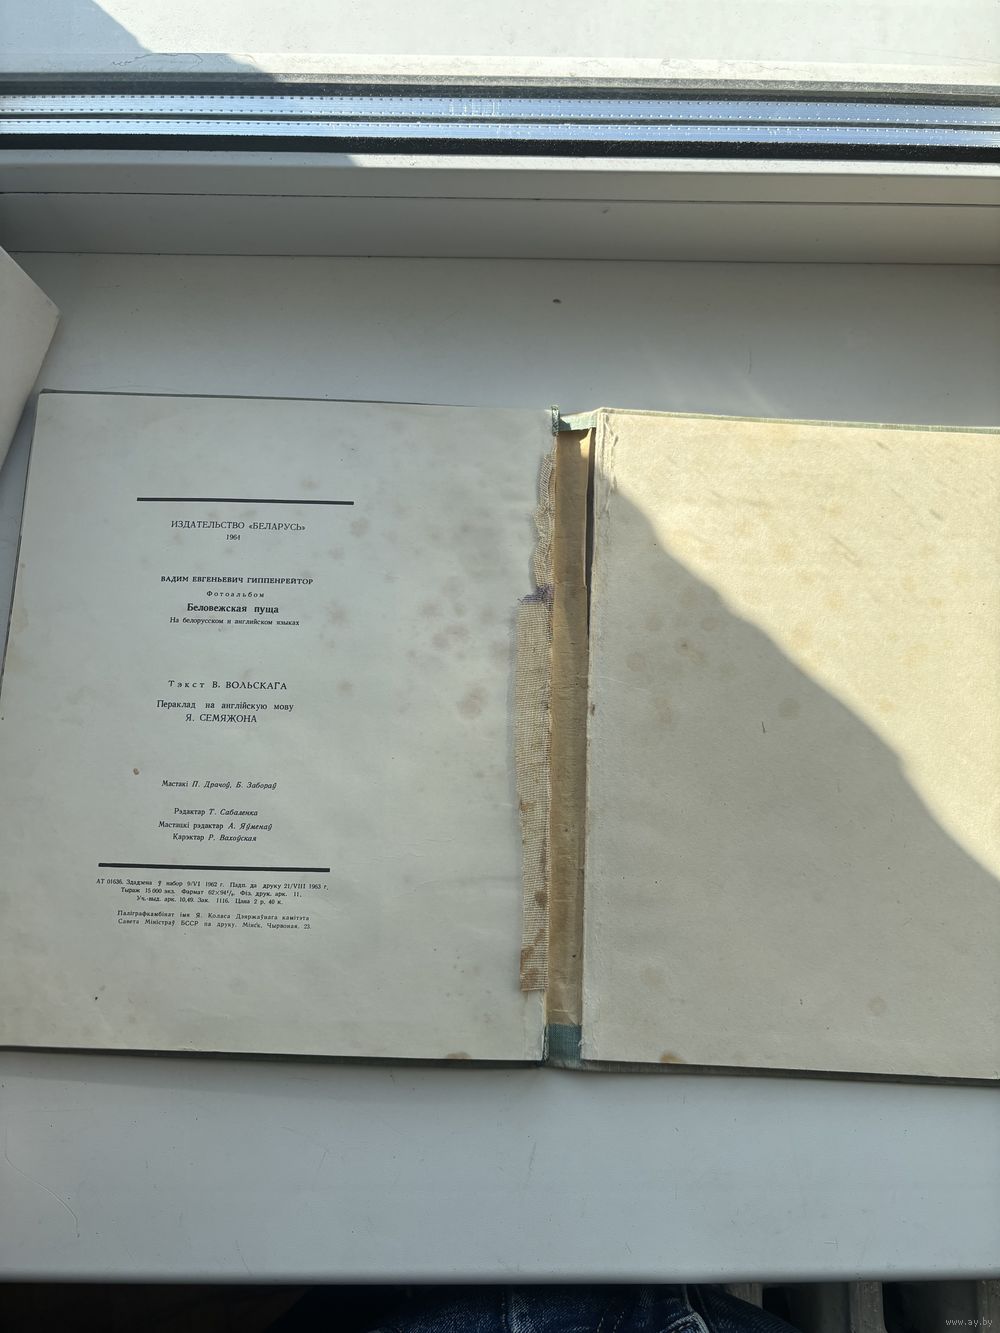 ИЗДАТЕЛЬСТВО «БЕЛАРУСЬ»
1964
ВАДИМ ЕВГЕНЬЕВИЧ ГИППЕНРЕЙТОР
Фотоальбом
Беловежская пуща
На белорусском и английском языках
Тэкст В. ВОЛЬСКАГА
Пераклад на англійскую мову
Я. СЕМЯЖОНА
Мастакі П. Драчоў, Б. Забораў
Рэдактар Т. Сабаленка
Мастацкі рэдактар А. Яўменаў
Карэктар Р. Вахоўская
АТ 01636. Здадзена ў набор 9/VI 1962 г. Падп. да друку 21/VIII 1963 г.
Тыраж 15 000 экз. Фармат 62×94¹/₈. Фіз. друк. арк. 11.
Уч.-выд. арк. 10,49. Зак. 1116. Цана 2 р. 40 к.
Паліграфкамбінат імя Я. Коласа Дзяржаўнага камітэта
Савета Міністраў БССР па друку. Мінск, Чырвоная, 23.
www.ay.by